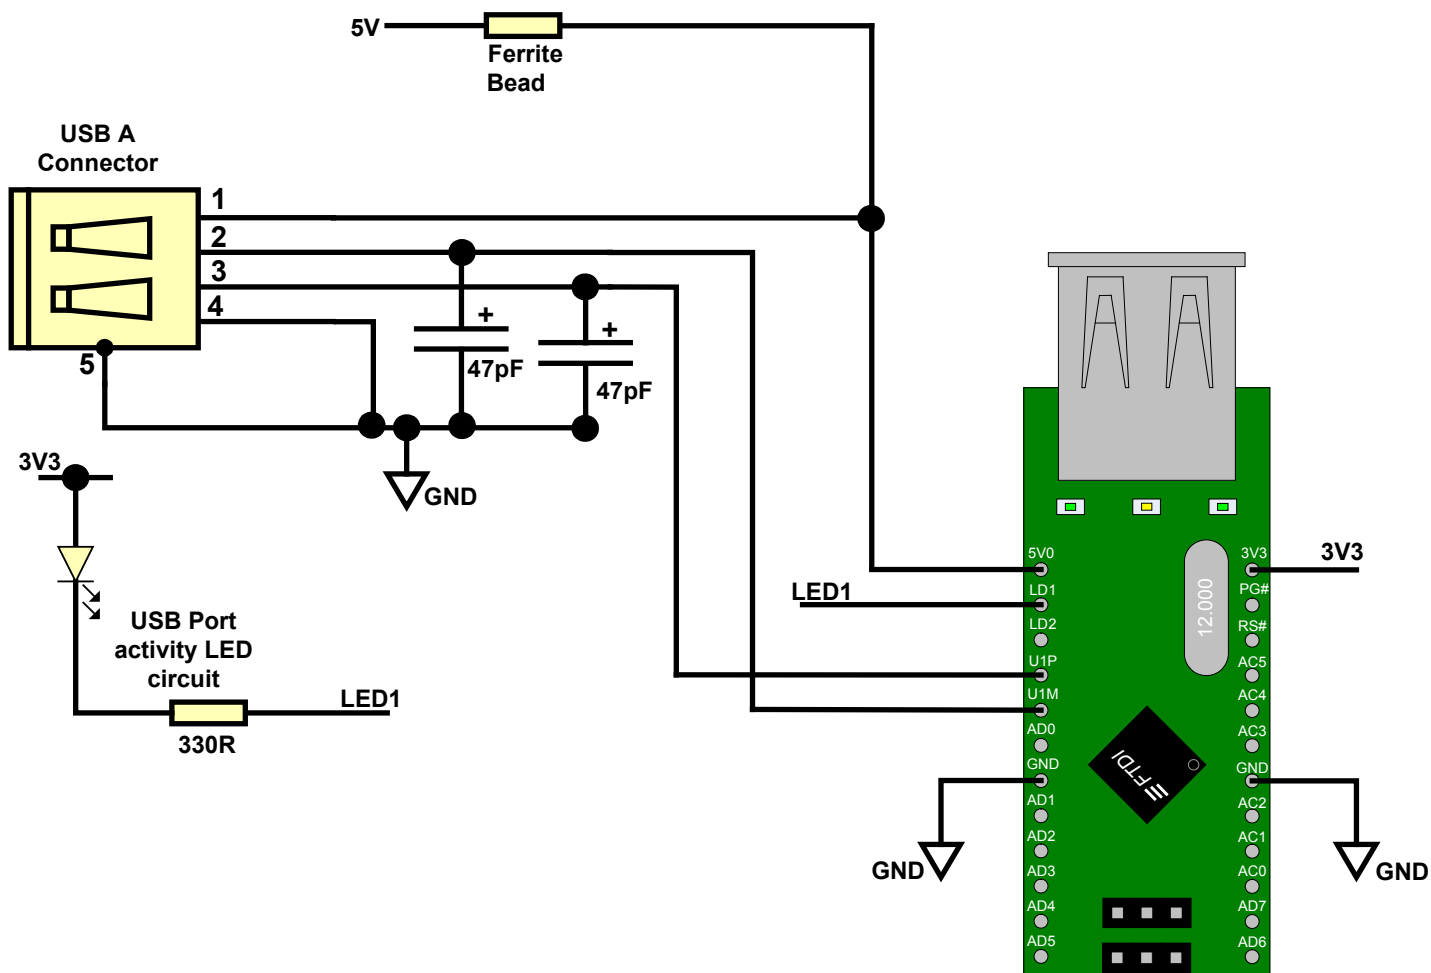 5V
Ferrite
Bead
USB A
Connector
1
2
3
4
5
+
47pF
+
47pF
GND
3V3
USB Port
activity LED
circuit
LED1
330R
5V0
LD1
LED1
LD2
U1P
U1M
AD0
GND
AD1
AD2
AD3
AD4
AD5
GND
12.000
FTDI
3V3
3V3
PG#
RS#
AC5
AC4
AC3
GND
AC2
AC1
AC0
AD7
AD6
GND